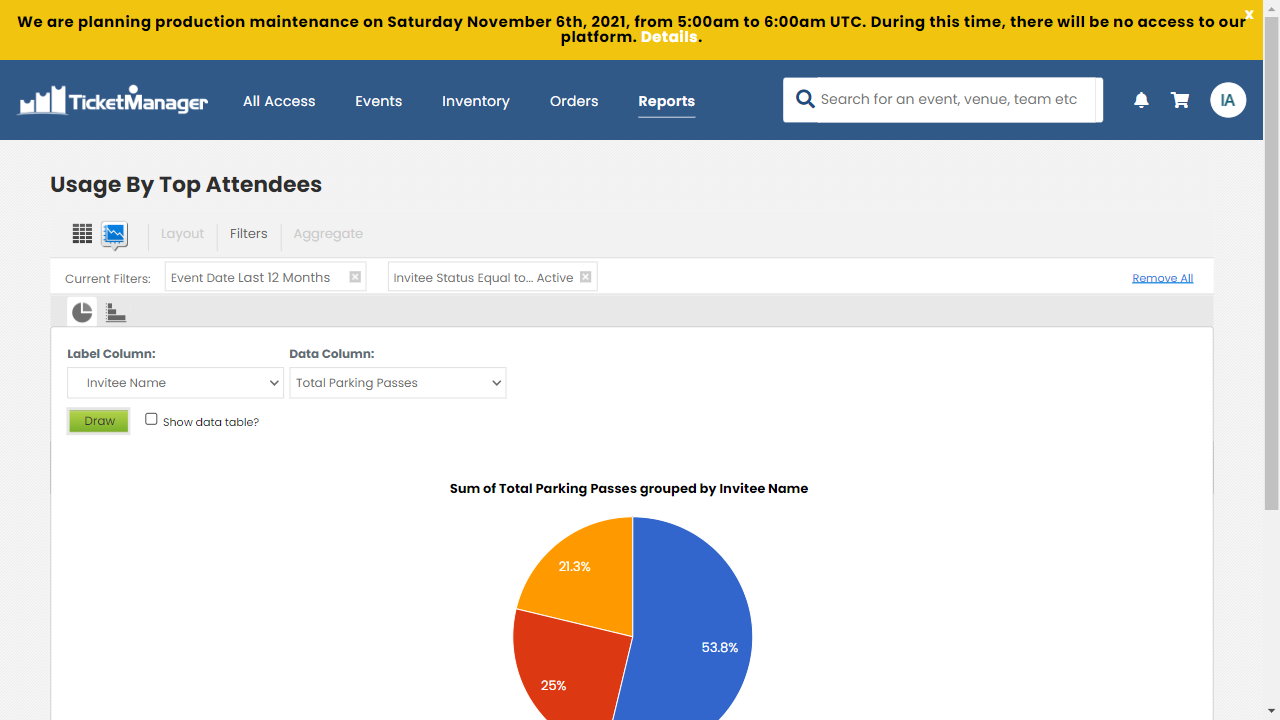 We are planning production maintenance on Saturday November 6th, 2021, from 5:00am to 6:00am UTC. During this time, there will be no access to our
platform. Details.
x
TicketManager
All Access
Events
Inventory
Orders
Reports
Search for an event, venue, team etc
IA
Usage By Top Attendees
Layout
Filters
Aggregate
Current Filters:
Event Date Last 12 Months
Invitee Status Equal to... Active
Remove All
Label Column:
Data Column:
Invitee Name
Total Parking Passes
Draw
Show data table?
Sum of Total Parking Passes grouped by Invitee Name
21.3%
53.8%
25%